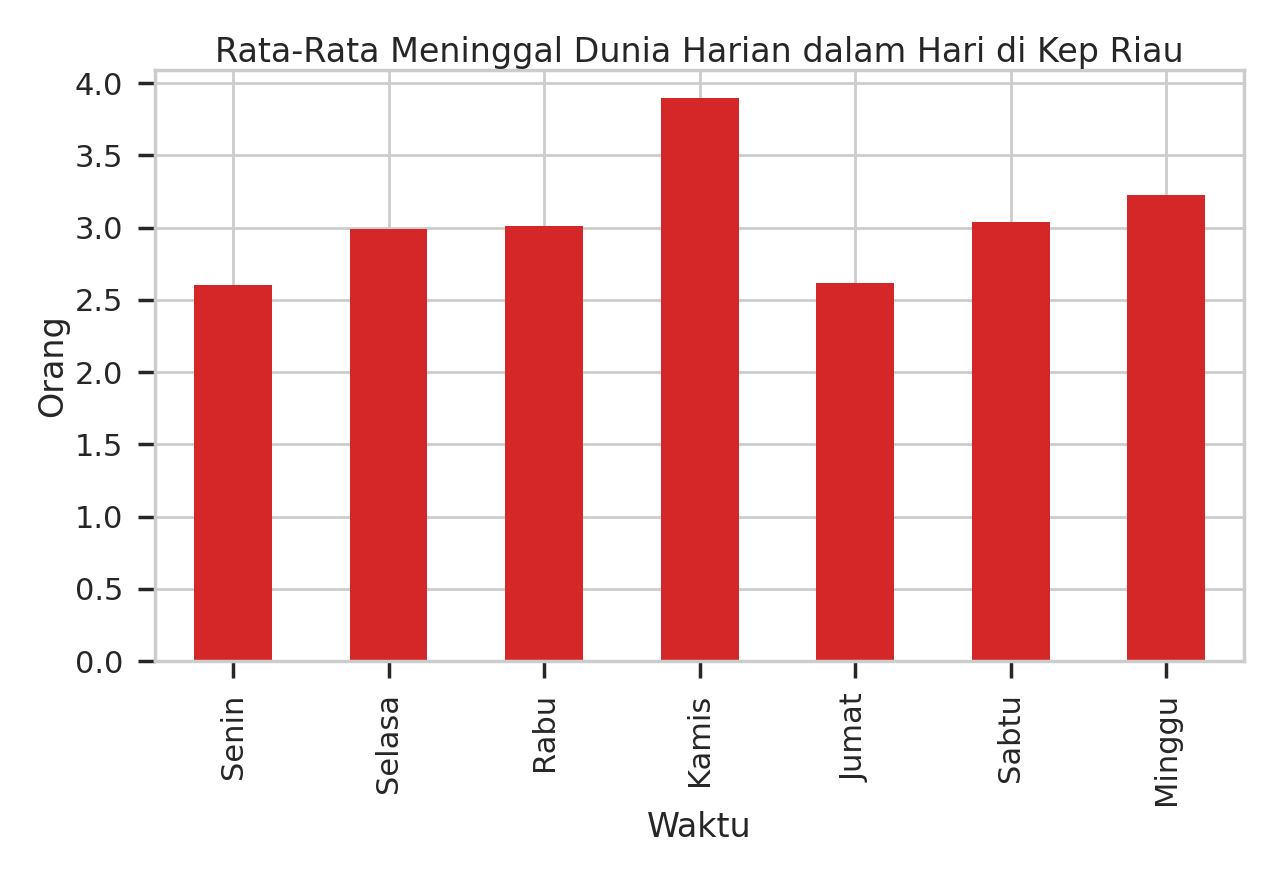 Rata-Rata Meninggal Dunia Harian dalam Hari di Kep Riau
4.0
3.5
3.0
2.5
2.0
1.5
1.0
0.5
0.0
Orang
Senin
Selasa
Rabu
Kamis
Jumat
Sabtu
Minggu
Waktu